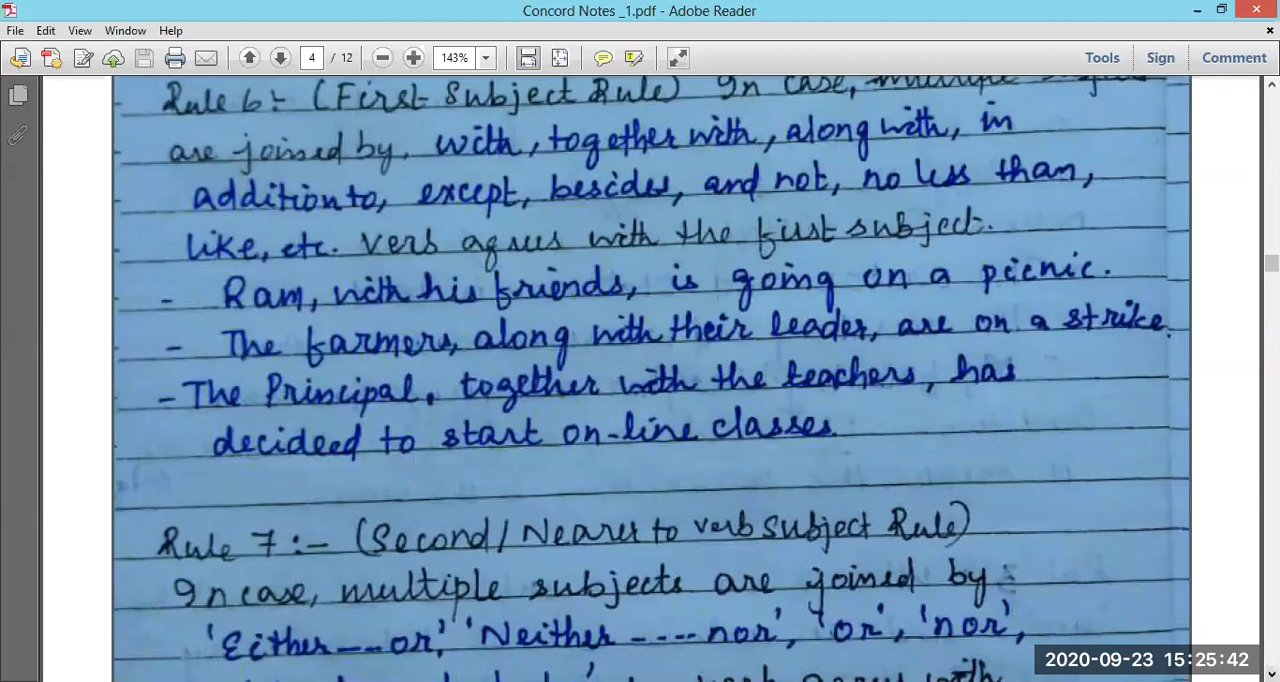 Concord Notes _1.pdf - Adobe Reader
File Edit View Window Help
4 / 12 143% Tools Sign Comment
- Rule 6:- (First Subject Rule) In case, multiple
are joined by, with, together with, along with, in
addition to, except, besides, and not, no less than,
like, etc. Verb agrees with the first subject.
- Ram, with his friends, is going on a picnic.
- The farmers, along with their leader, are on a strike.
- The Principal, together with the teachers, has
decideed to start on-line classes.
Rule 7:- (Second/Nearer to verb Subject Rule)
In case, multiple subjects are joined by:
'Either---or', 'Neither ----nor', 'or', 'nor',
verb agrees with
2020-09-23 15:25:42